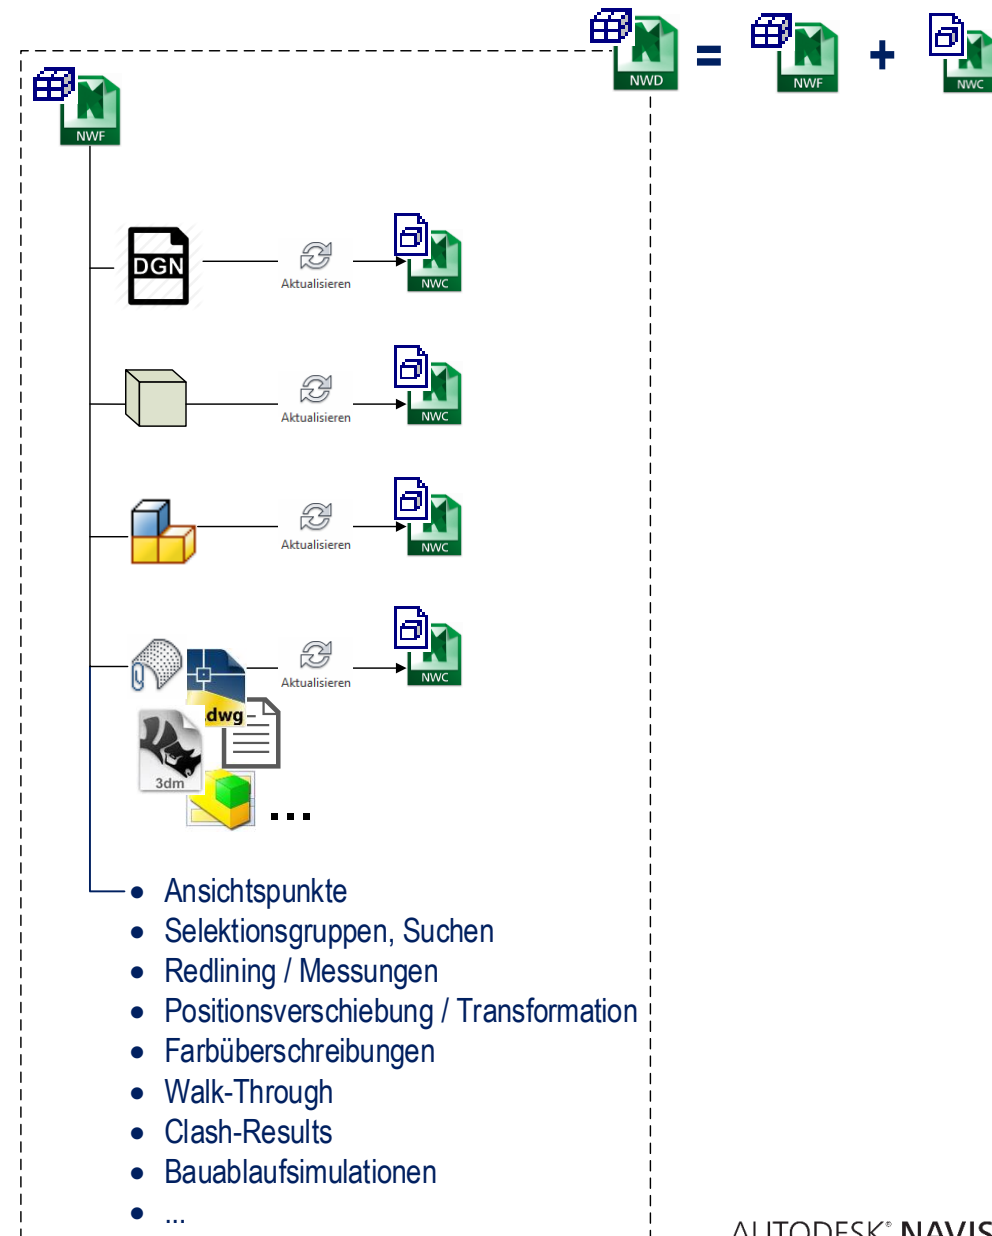 NWD
=
NWF
+
NWC
NWF
DGN
Aktualisieren
NWC
Aktualisieren
NWC
Aktualisieren
NWC
Aktualisieren
NWC
.dwg
3dm
...
• Ansichtspunkte
• Selektionsgruppen, Suchen
• Redlining / Messungen
• Positionsverschiebung / Transformation
• Farbüberschreibungen
• Walk-Through
• Clash-Results
• Bauablaufsimulationen
• ...
AUTODESK® NAVIS